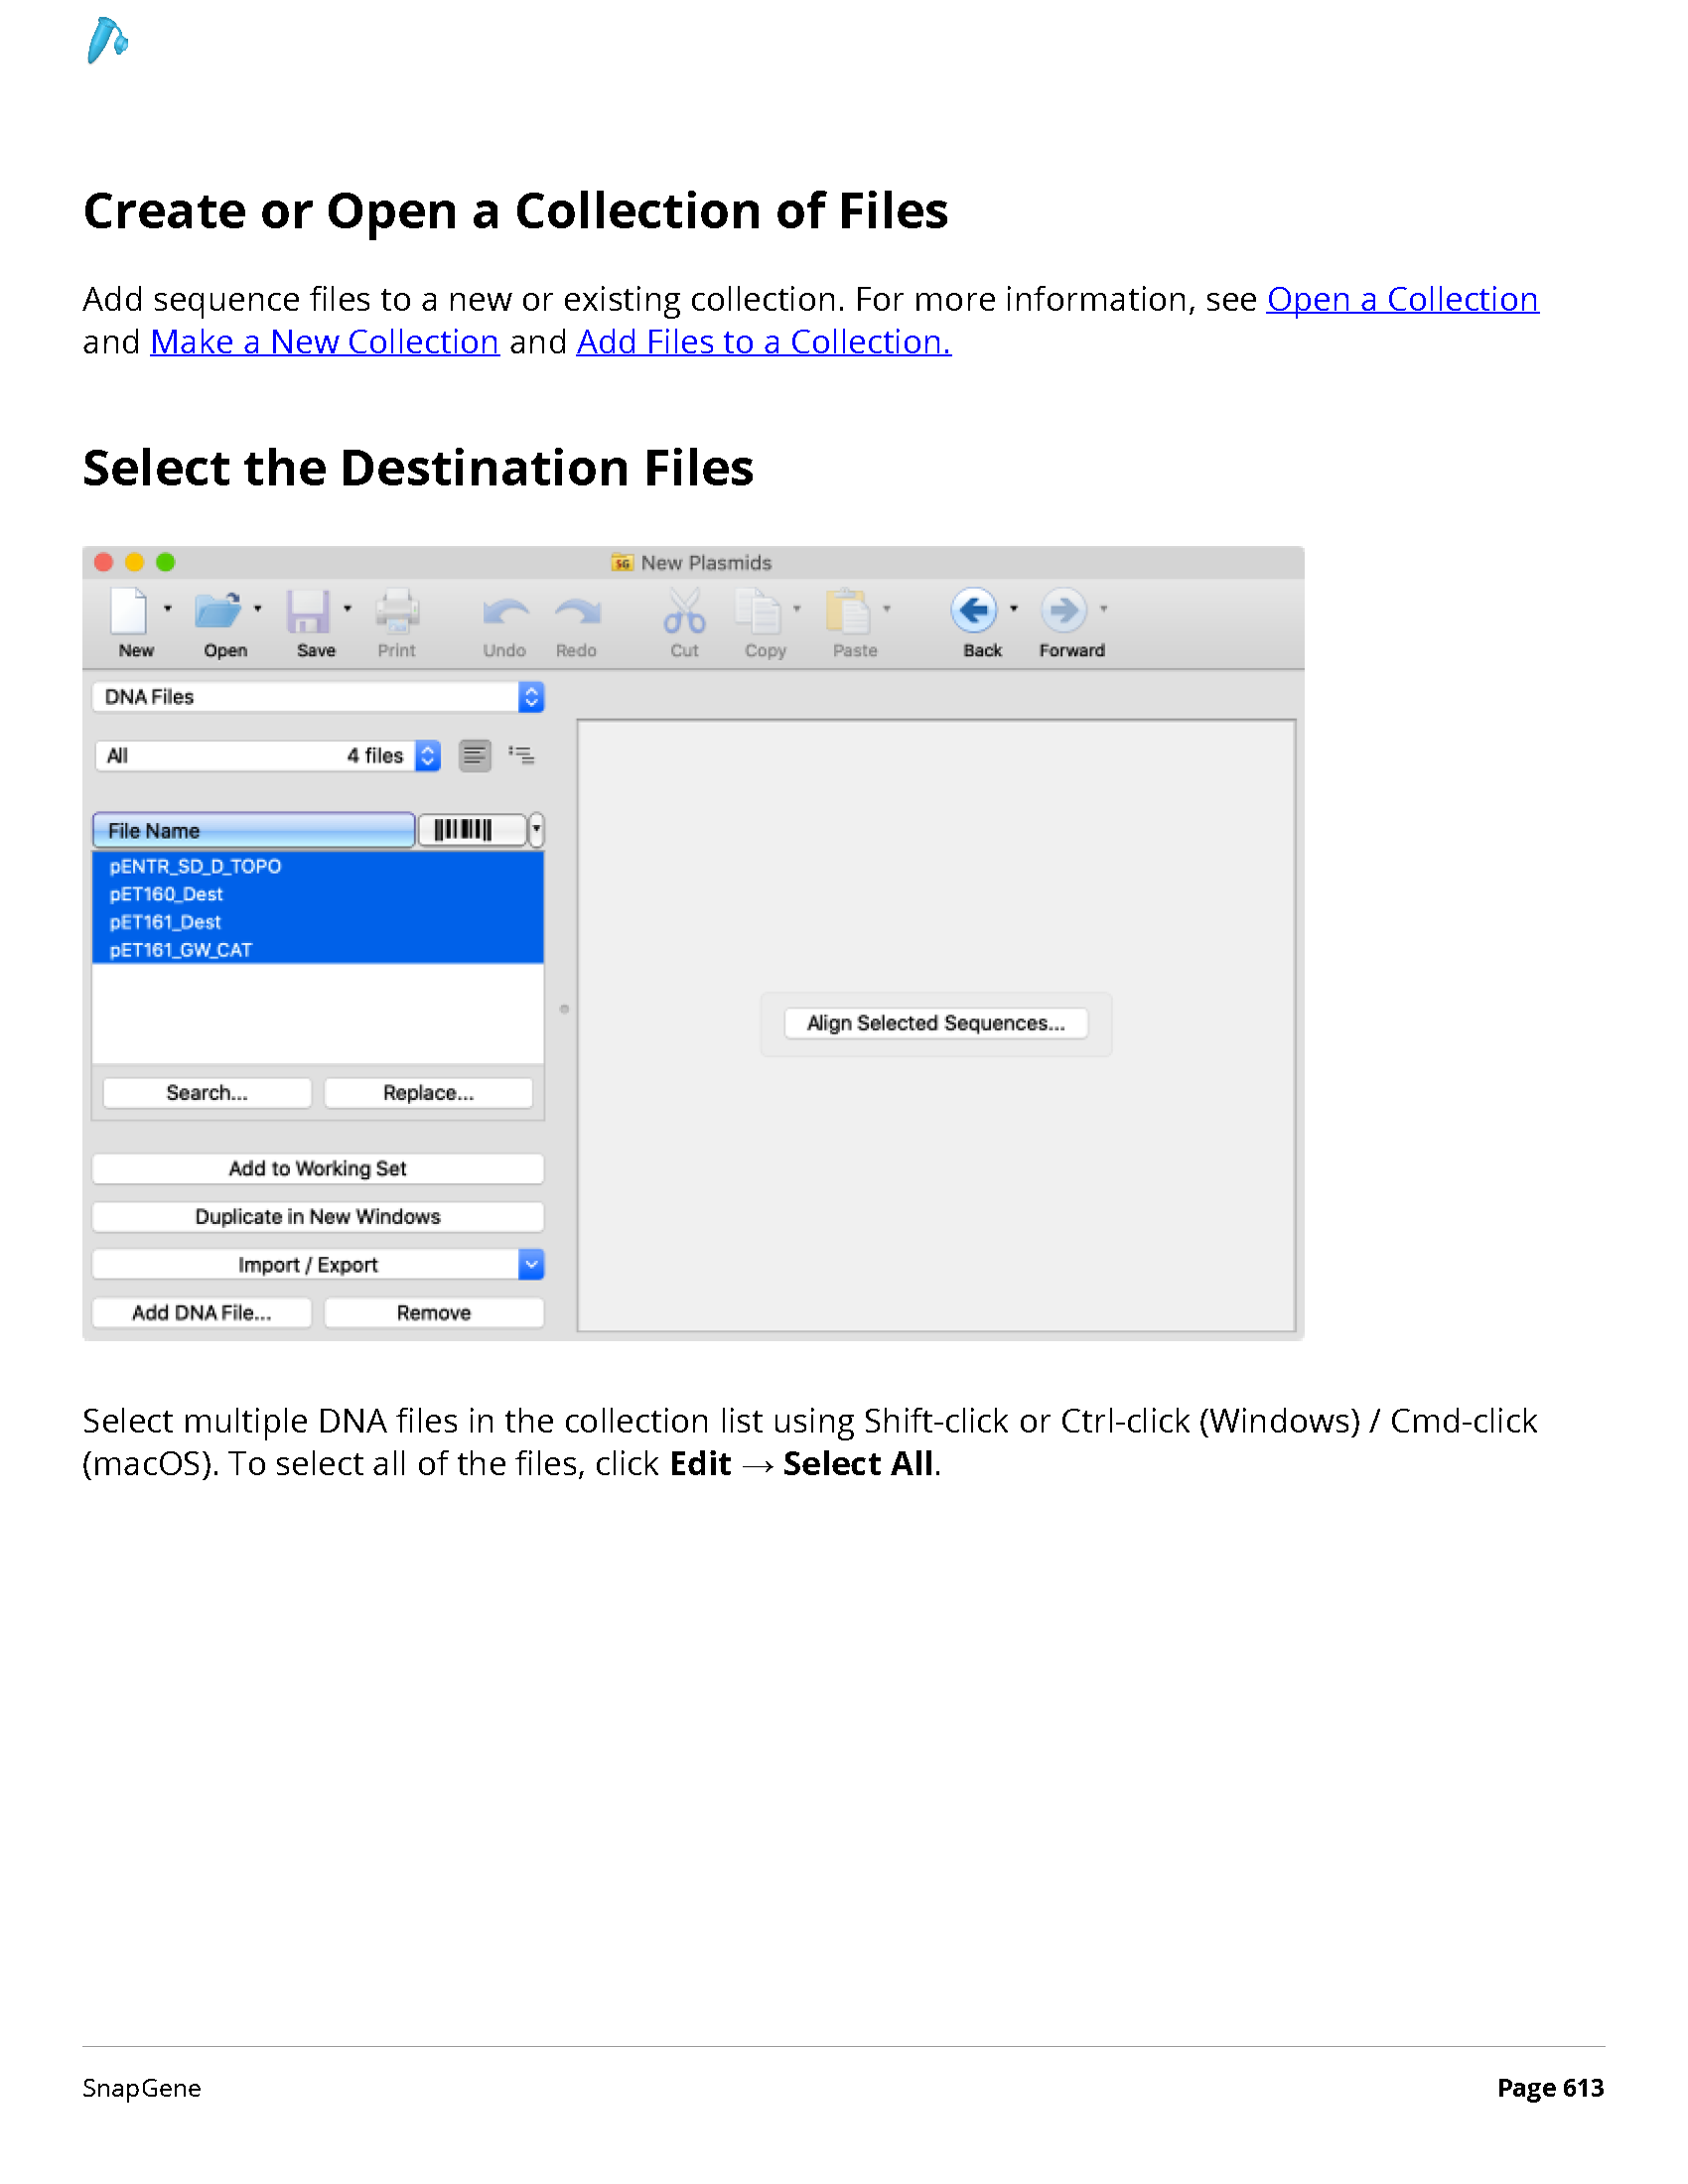 Create or Open a Collection of Files
Add sequence files to a new or existing collection. For more information, see Open a Collection
and Make a New Collection and Add Files to a Collection.
Select the Destination Files
SG New Plasmids
New Open Save Print Undo Redo Cut Copy Paste Back Forward
DNA Files
All 4 files
File Name
pENTR_SD_D_TOPO
pET160_Dest
pET161_Dest
pET161_GW_CAT
Align Selected Sequences...
Search... Replace...
Add to Working Set
Duplicate in New Windows
Import / Export
Add DNA File... Remove
Select multiple DNA files in the collection list using Shift-click or Ctrl-click (Windows) / Cmd-click
(macOS). To select all of the files, click Edit → Select All.
SnapGene Page 613